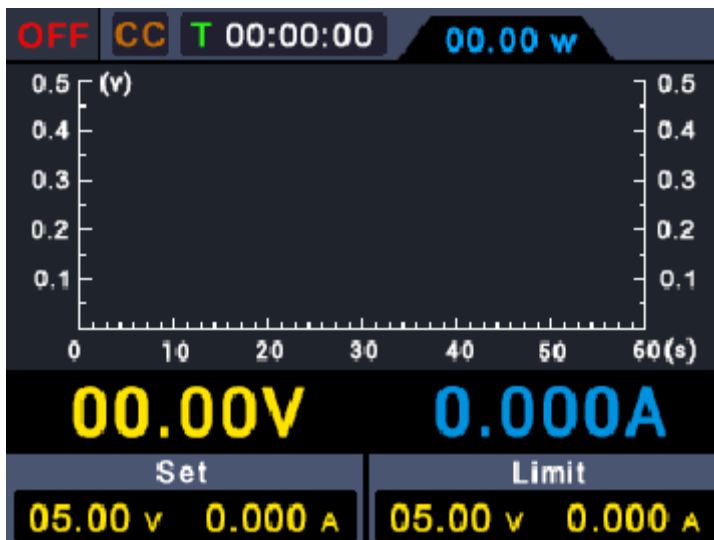 OFF CC T 00:00:00 00.00 w
0.5 (v) 0.5
0.4 0.4
0.3 0.3
0.2 0.2
0.1 0.1
0 10 20 30 40 50 60(s)
00.00V 0.000A
Set Limit
05.00 v 0.000 A 05.00 v 0.000 A